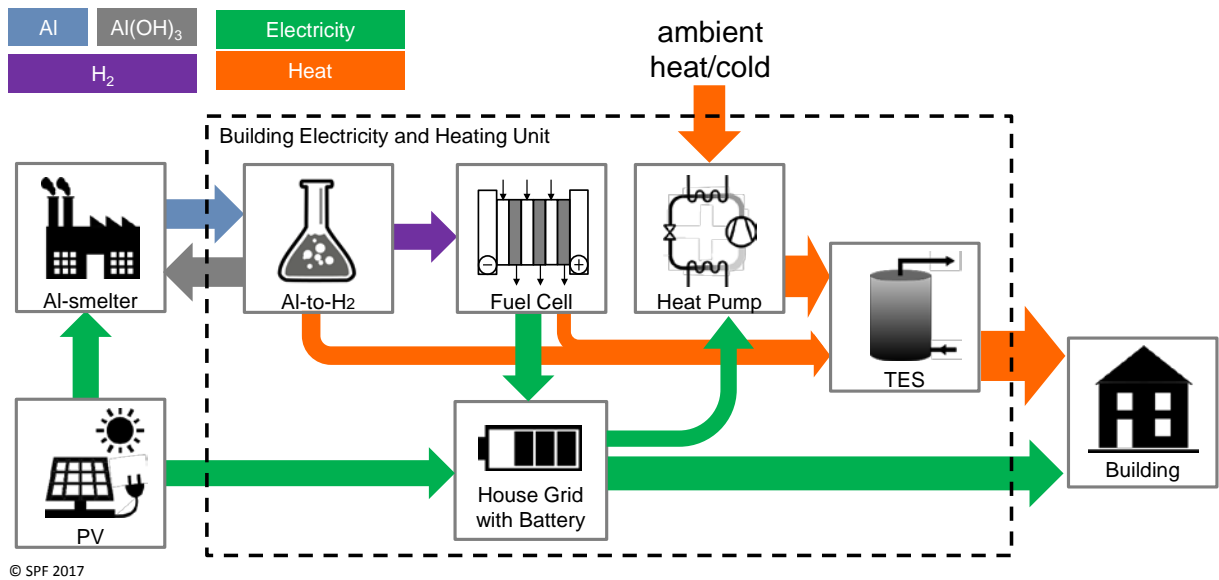 Al
Al(OH)₃
Electricity
H₂
Heat
ambient
heat/cold
Building Electricity and Heating Unit
Al-smelter
Al-to-H2
Fuel Cell
Heat Pump
TES
PV
House Grid
with Battery
Building
© SPF 2017